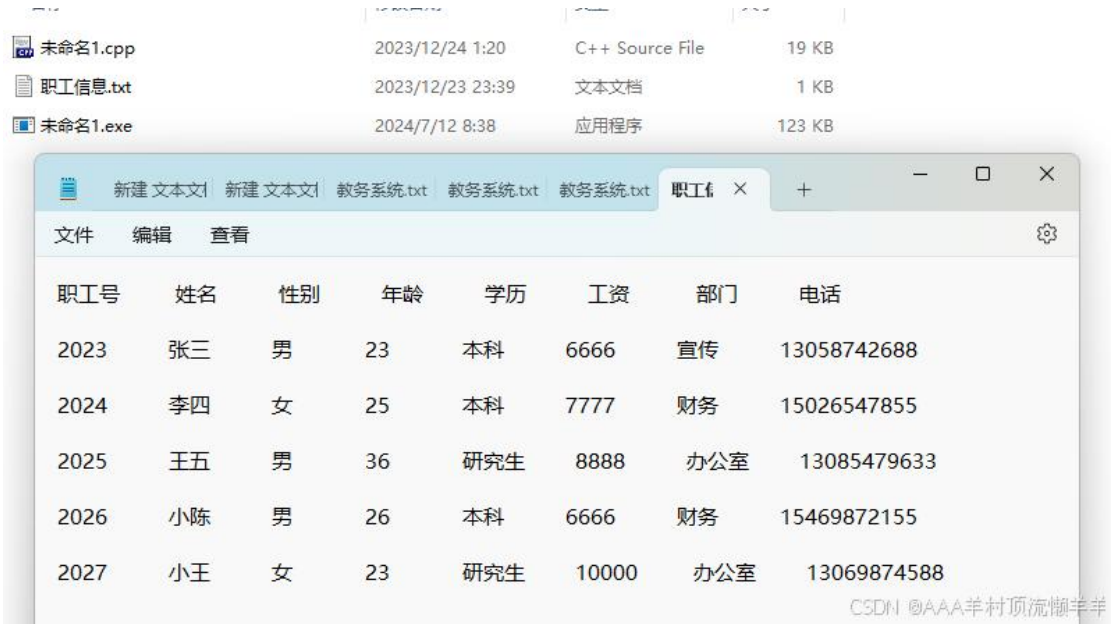 未命名1.cpp 2023/12/24 1:20 C++ Source File 19 KB
职工信息.txt 2023/12/23 23:39 文本文档 1 KB
未命名1.exe 2024/7/12 8:38 应用程序 123 KB
新建 文本文 新建 文本文 教务系统.txt 教务系统.txt 教务系统.txt 职工
文件 编辑 查看
职工号 姓名 性别 年龄 学历 工资 部门 电话
2023 张三 男 23 本科 6666 宣传 13058742688
2024 李四 女 25 本科 7777 财务 15026547855
2025 王五 男 36 研究生 8888 办公室 13085479633
2026 小陈 男 26 本科 6666 财务 15469872155
2027 小王 女 23 研究生 10000 办公室 13069874588
CSDN @AAA羊村顶流懒羊羊